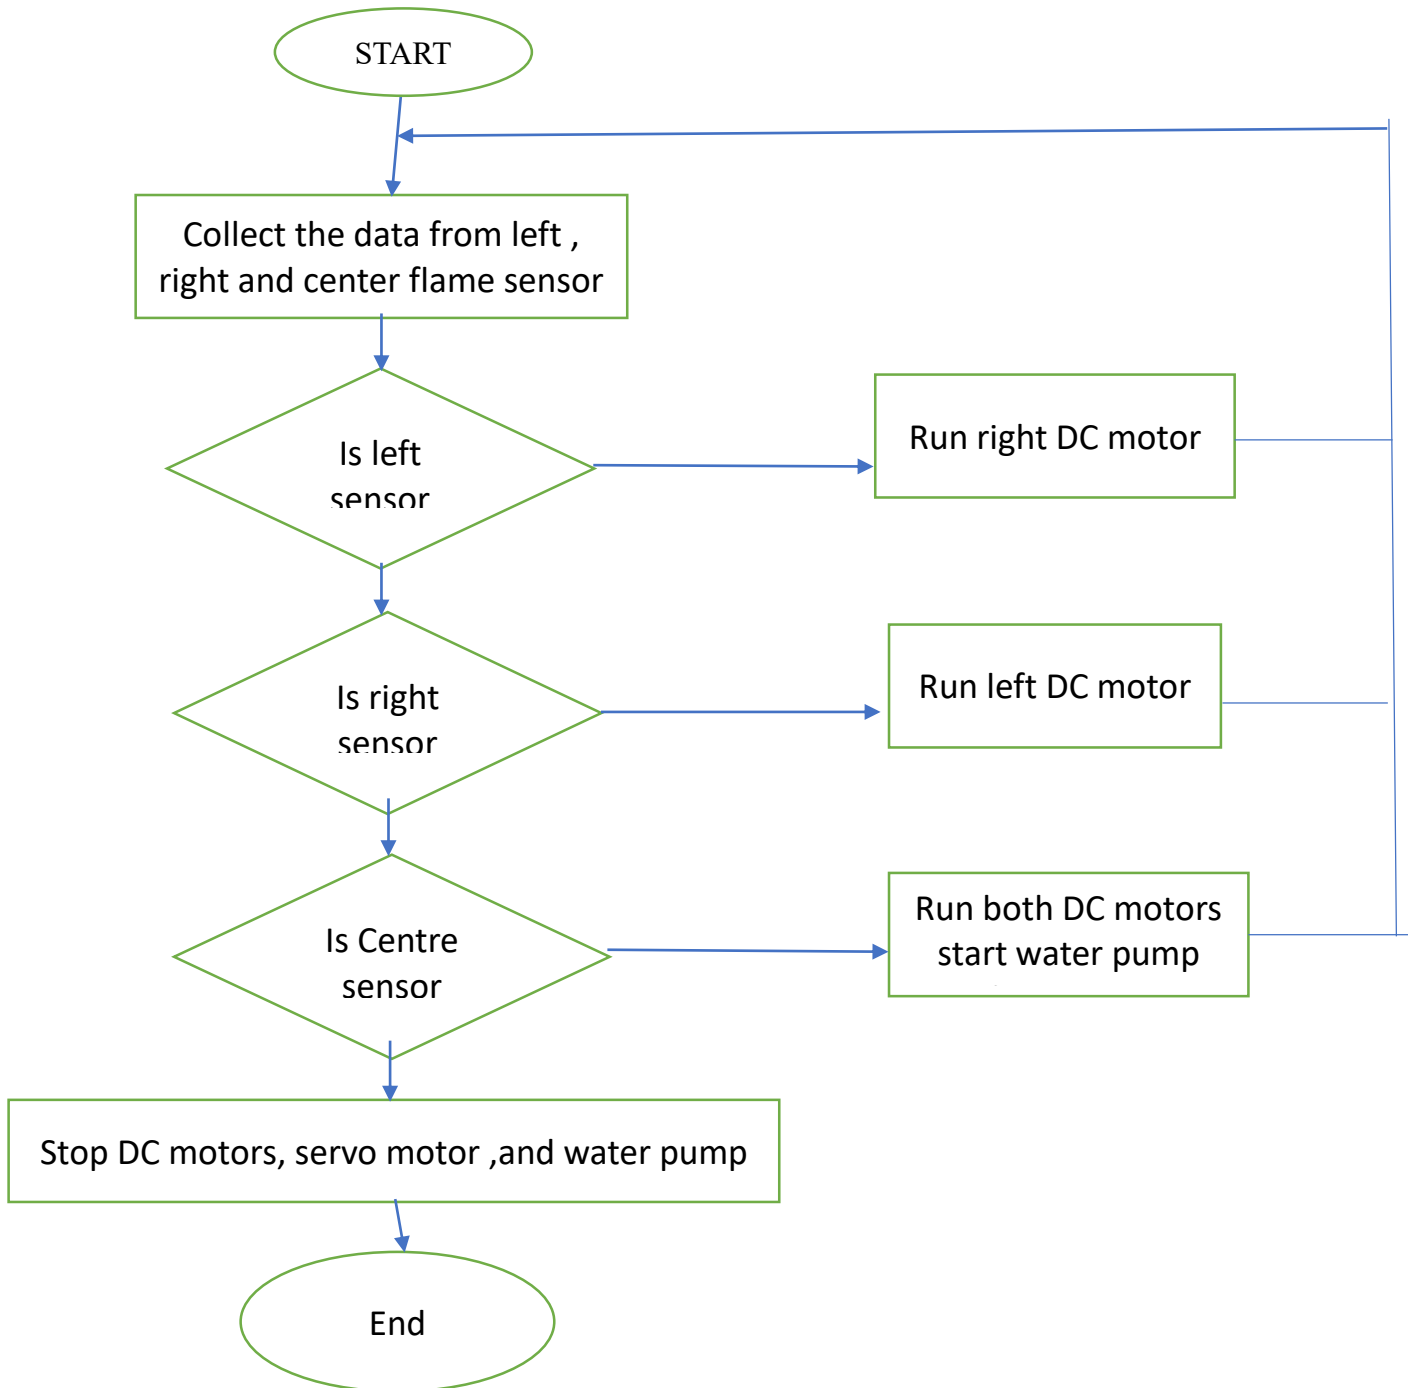 START
Collect the data from left ,
right and center flame sensor
Is left
sensor
Run right DC motor
Is right
sensor
Run left DC motor
Is Centre
sensor
Run both DC motors
start water pump
Stop DC motors, servo motor ,and water pump
End